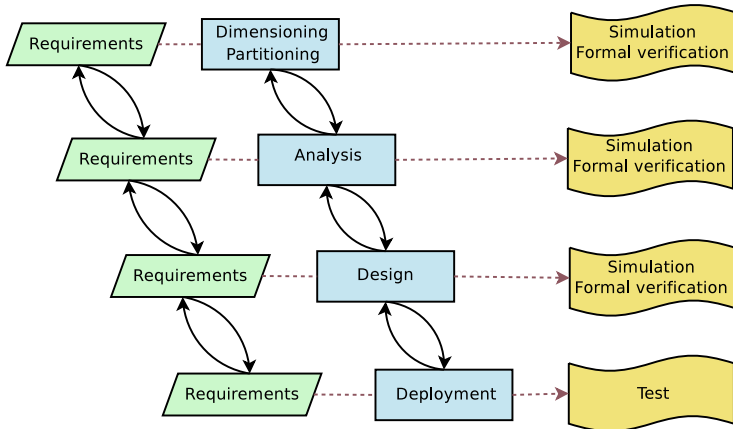 Requirements
Dimensioning
Partitioning
Simulation
Formal verification
Requirements
Analysis
Simulation
Formal verification
Requirements
Design
Simulation
Formal verification
Requirements
Deployment
Test